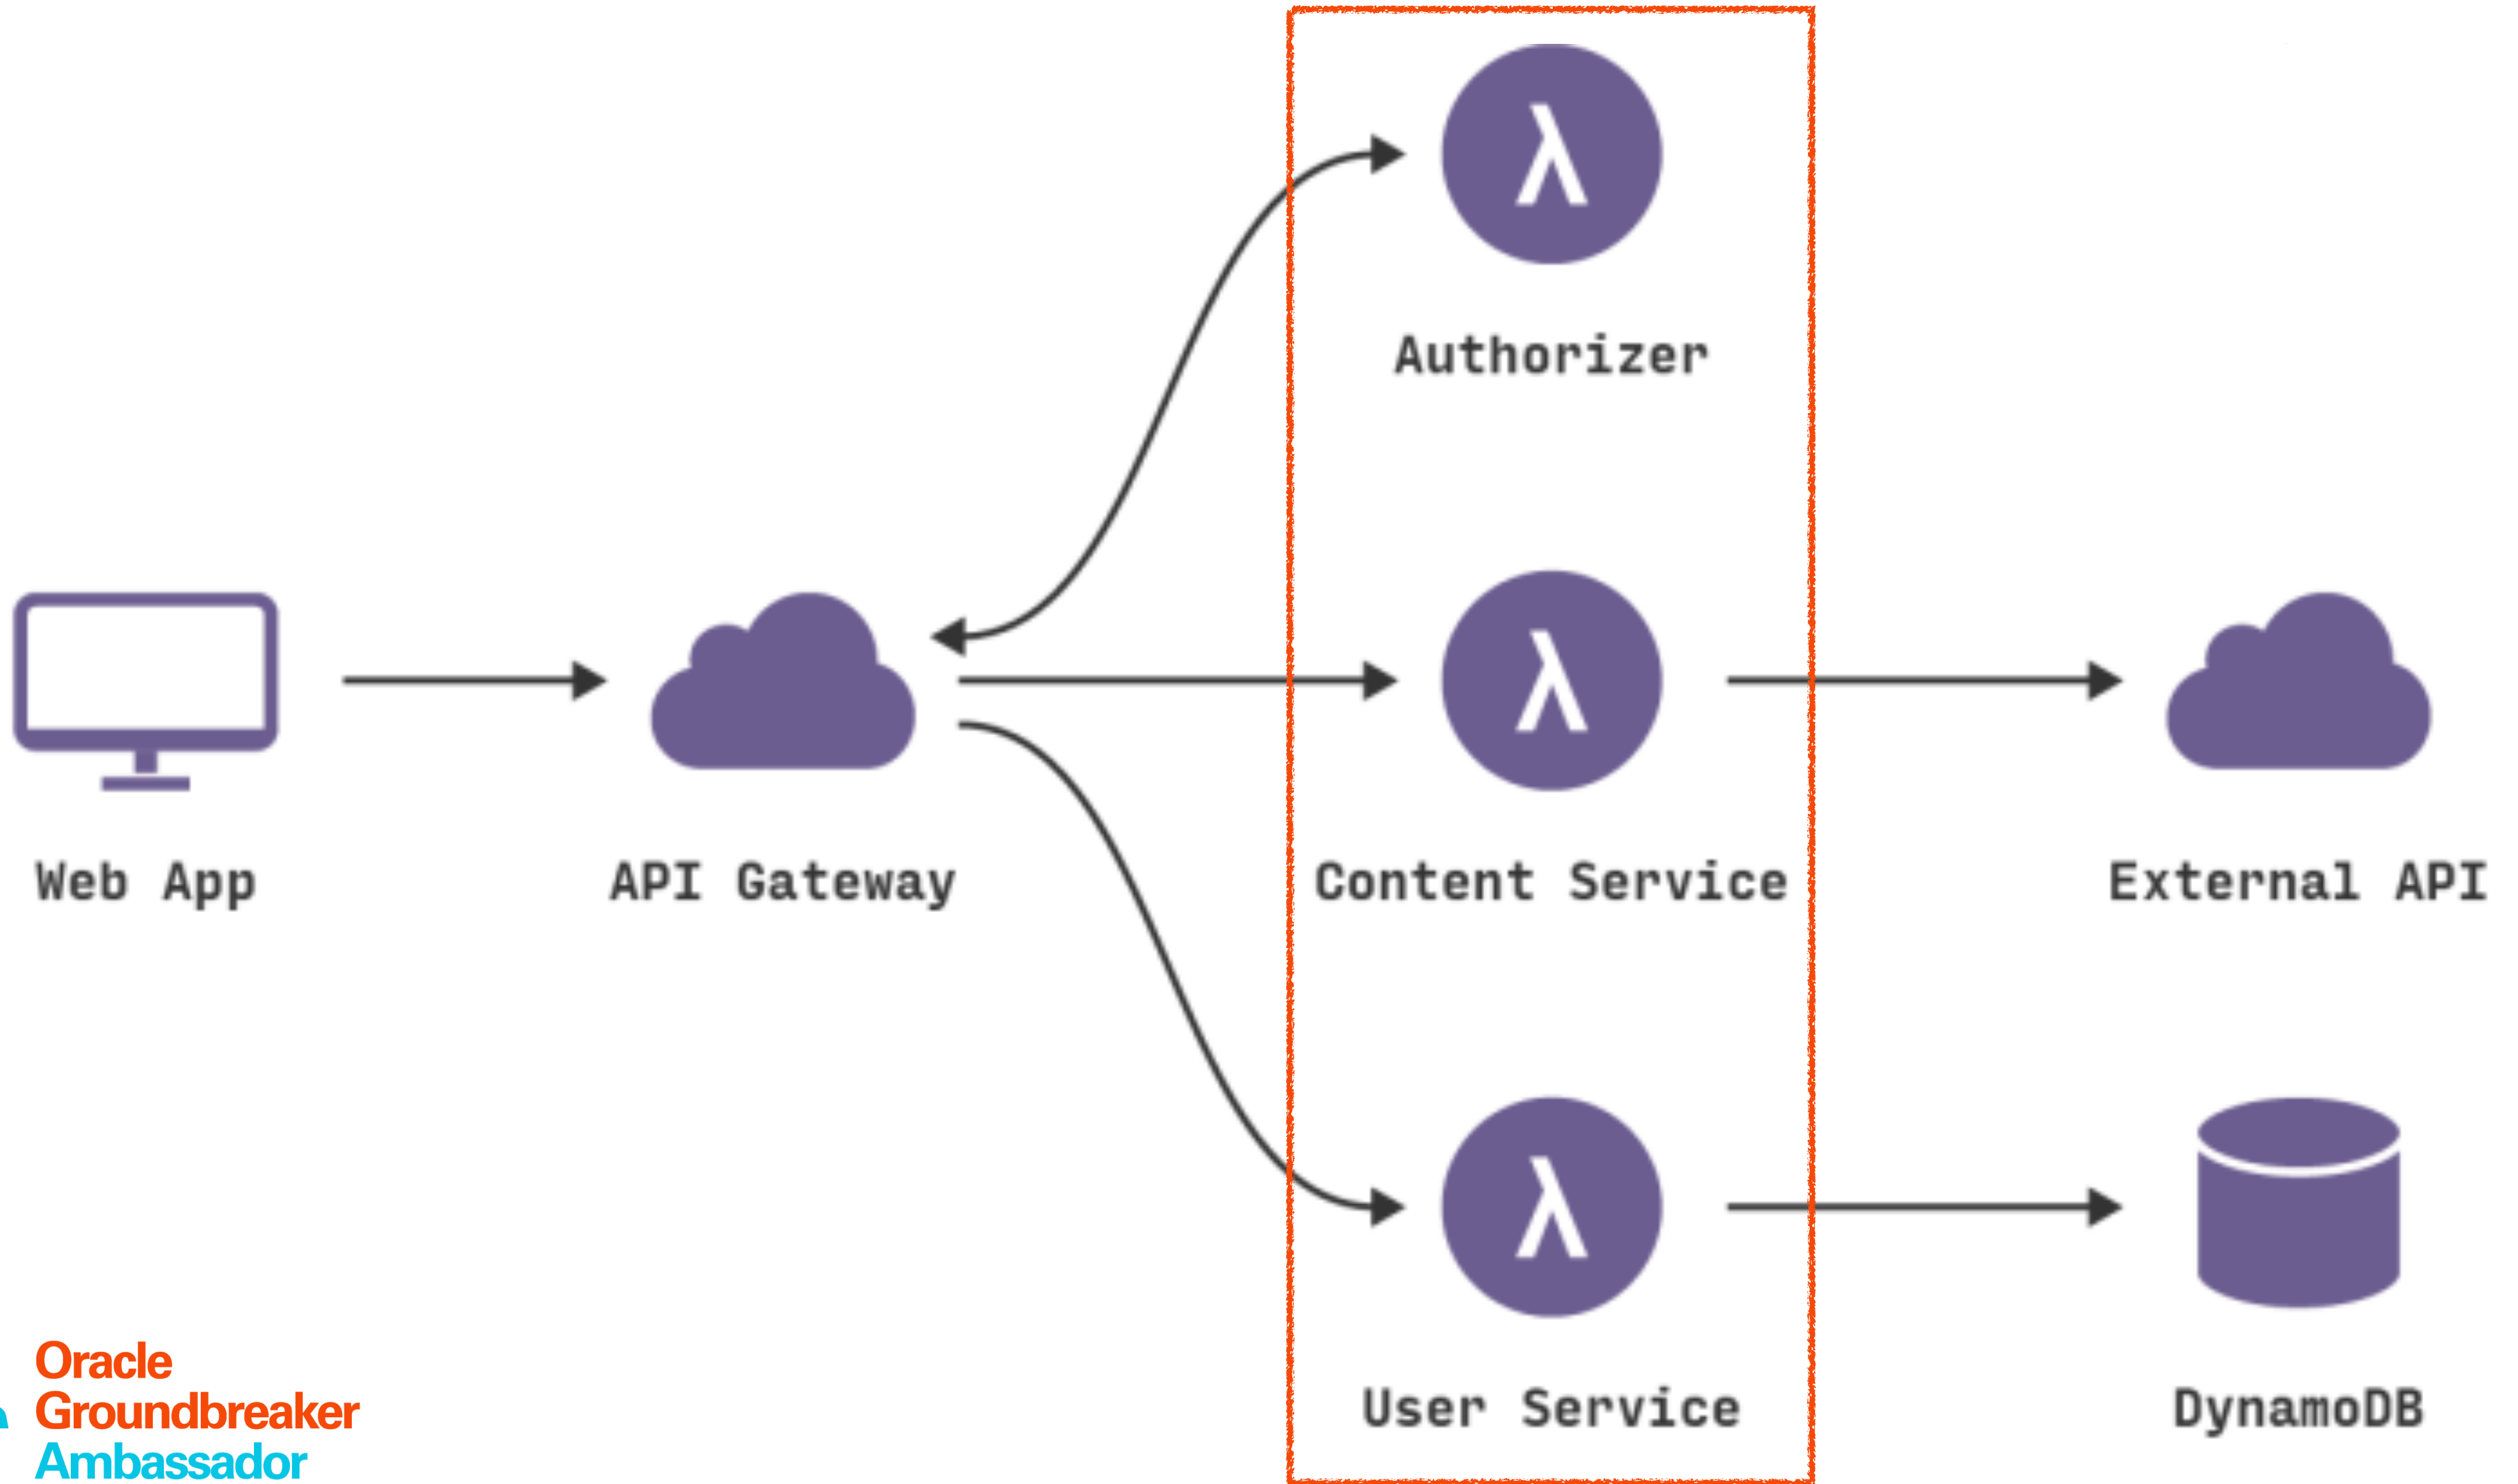 λ
Authorizer
λ
Web App
API Gateway
Content Service
External API
λ
User Service
DynamoDB
Oracle
Groundbreaker
Ambassador